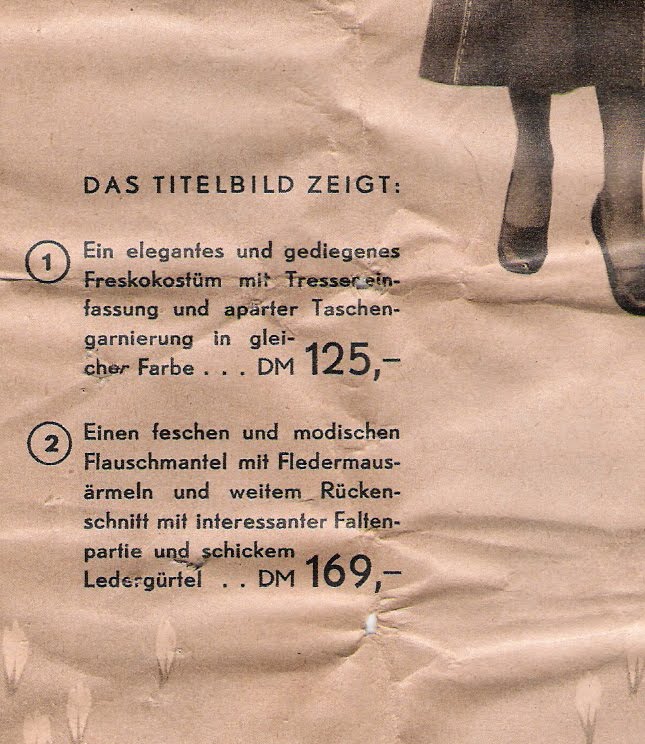 DAS TITELBILD ZEIGT:
1 Ein elegantes und gediegenes
Freskokostüm mit Tressenein-
fassung und aparter Taschen-
garnierung in glei-
cher Farbe . . . DM 125,–
2 Einen feschen und modischen
Flauschmantel mit Fledermaus-
ärmeln und weitem Rücken-
schnitt mit interessanter Falten-
partie und schickem
Ledergürtel . . DM 169,–